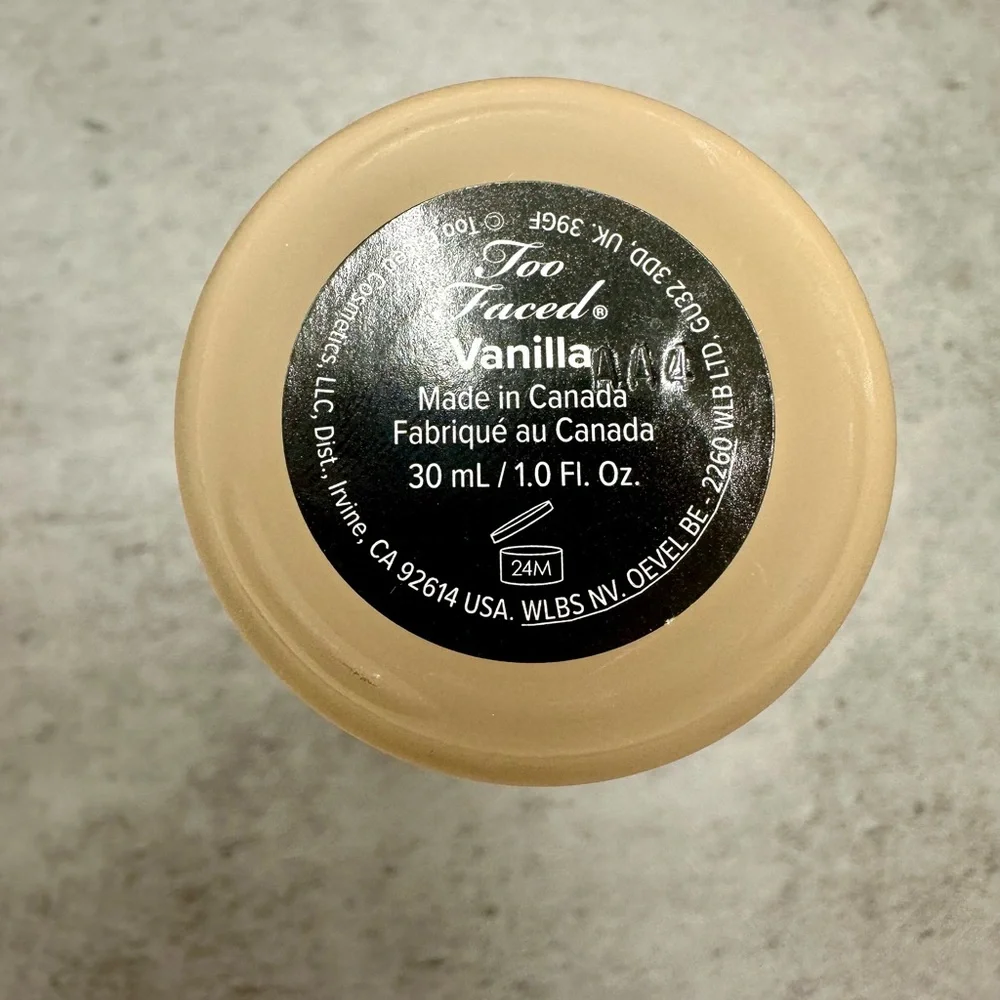 Too
Faced®
Vanilla
AA4
Made in Canada
Fabriqué au Canada
30 mL / 1.0 Fl. Oz.
24M
© Too Cosmetics, LLC, Dist., Irvine, CA 92614 USA. WLBS NV. OEVEL BE - 2260 WLB LTD. GU32 3DD, UK. 39GF